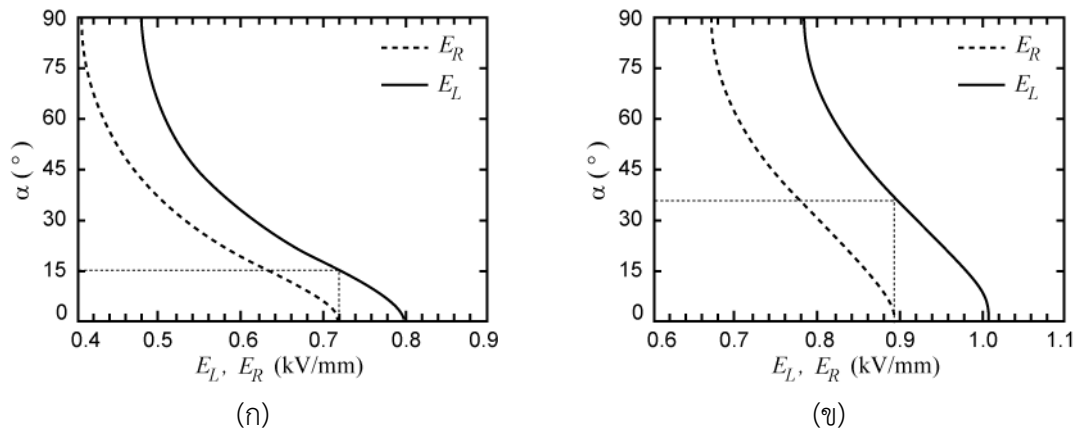 90
75
60
45
30
15
0
α ( ° )
E_R
E_L
0.4 0.5 0.6 0.7 0.8 0.9
E_L, E_R (kV/mm)
(ก)
90
75
60
45
30
15
0
α ( ° )
E_R
E_L
0.6 0.7 0.8 0.9 1.0 1.1
E_L, E_R (kV/mm)
(ข)